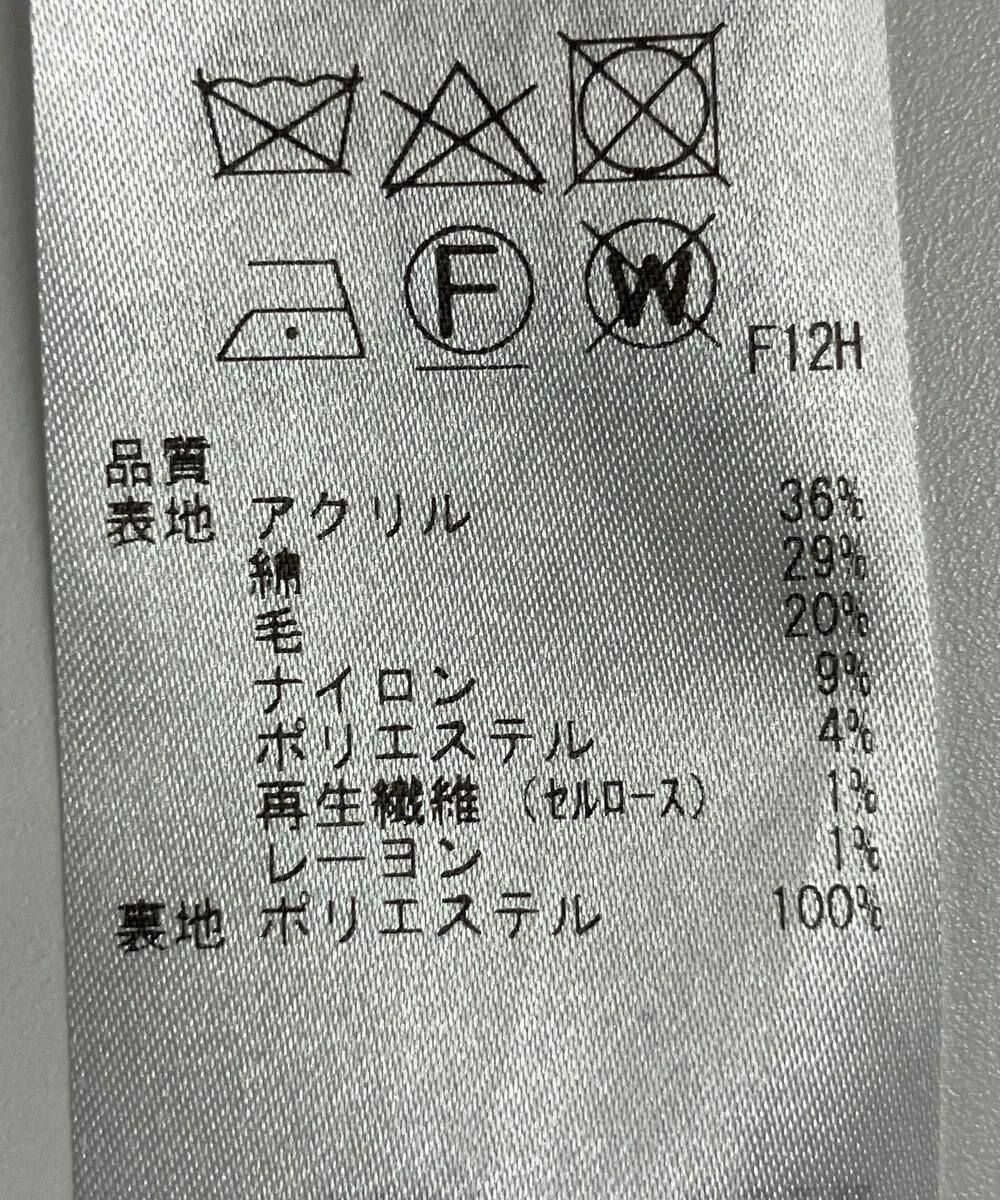 F W F12H
品質
表地 アクリル 36%
綿 29%
毛 20%
ナイロン 9%
ポリエステル 4%
再生繊維 (セルロース) 1%
レーヨン 1%
裏地 ポリエステル 100%